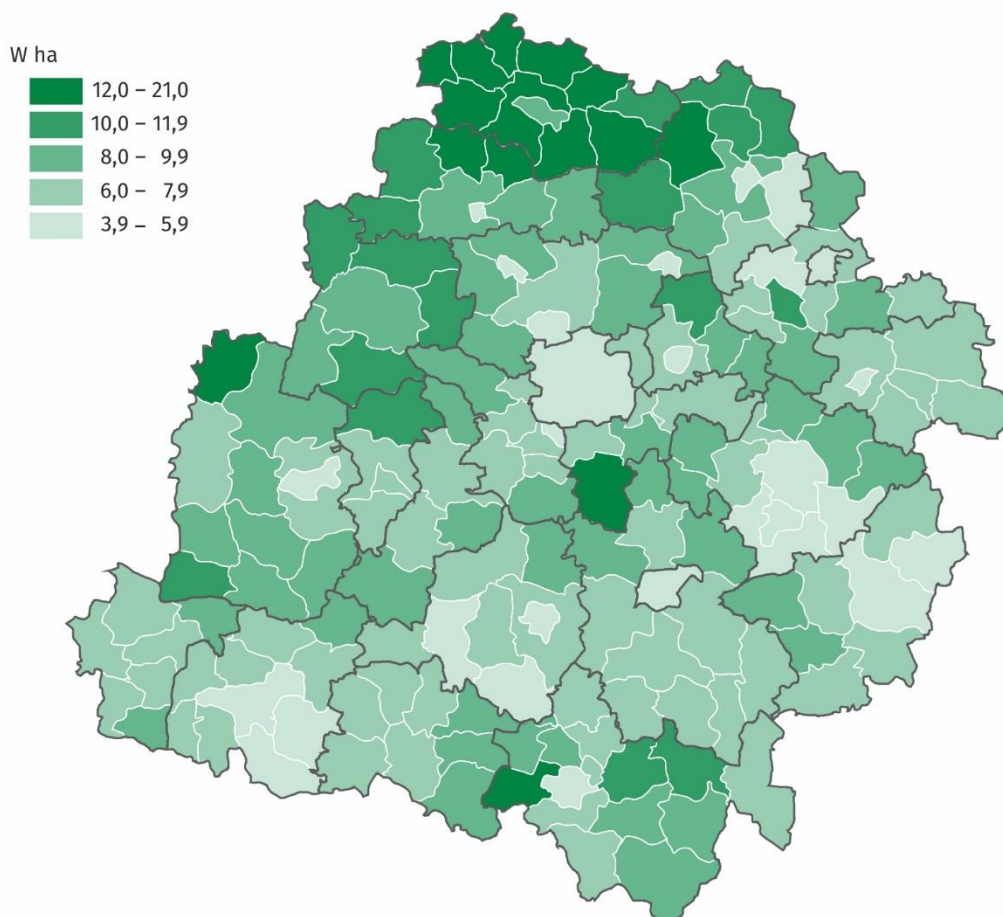 W ha
12,0 – 21,0
10,0 – 11,9
8,0 – 9,9
6,0 – 7,9
3,9 – 5,9